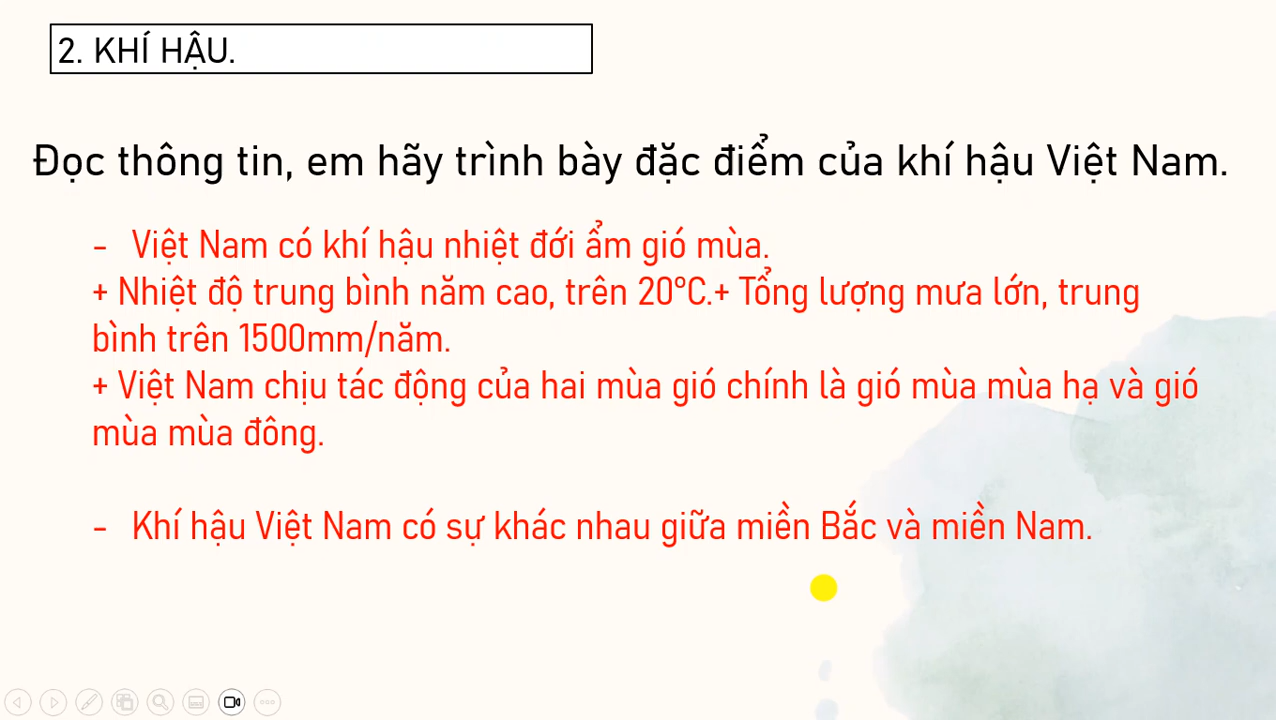 2. KHÍ HẬU.
Đọc thông tin, em hãy trình bày đặc điểm của khí hậu Việt Nam.
- Việt Nam có khí hậu nhiệt đới ẩm gió mùa.
+ Nhiệt độ trung bình năm cao, trên 20°C.+ Tổng lượng mưa lớn, trung
bình trên 1500mm/năm.
+ Việt Nam chịu tác động của hai mùa gió chính là gió mùa mùa hạ và gió
mùa mùa đông.
- Khí hậu Việt Nam có sự khác nhau giữa miền Bắc và miền Nam.